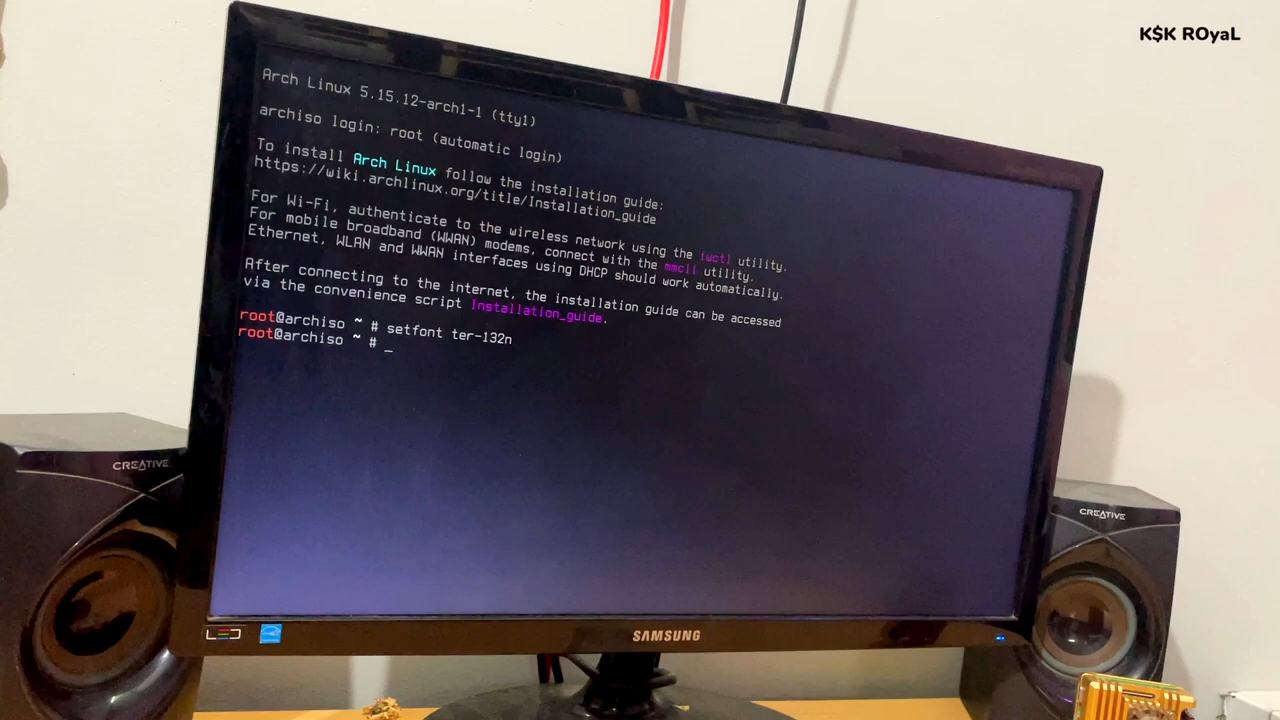 K$K ROyaL
Arch Linux 5.15.12-arch1-1 (tty1)
archiso login: root (automatic login)
To install Arch Linux follow the installation guide:
https://wiki.archlinux.org/title/Installation_guide
For Wi-Fi, authenticate to the wireless network using the iwctl utility.
For mobile broadband (WWAN) modems, connect with the mmcli utility.
Ethernet, WLAN and WWAN interfaces using DHCP should work automatically.
After connecting to the internet, the installation guide can be accessed
via the convenience script Installation_guide.
root@archiso ~ # setfont ter-132n
root@archiso ~ # _
CREATIVE
CREATIVE
SAMSUNG